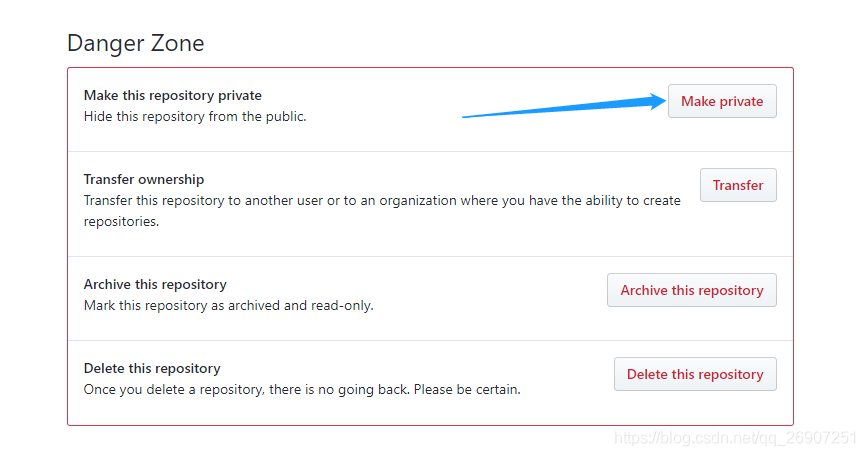 Danger Zone
Make this repository private
Hide this repository from the public.
Make private
Transfer ownership
Transfer this repository to another user or to an organization where you have the ability to create
repositories.
Transfer
Archive this repository
Mark this repository as archived and read-only.
Archive this repository
Delete this repository
Once you delete a repository, there is no going back. Please be certain.
Delete this repository
https://blog.csdn.net/qq_26907251